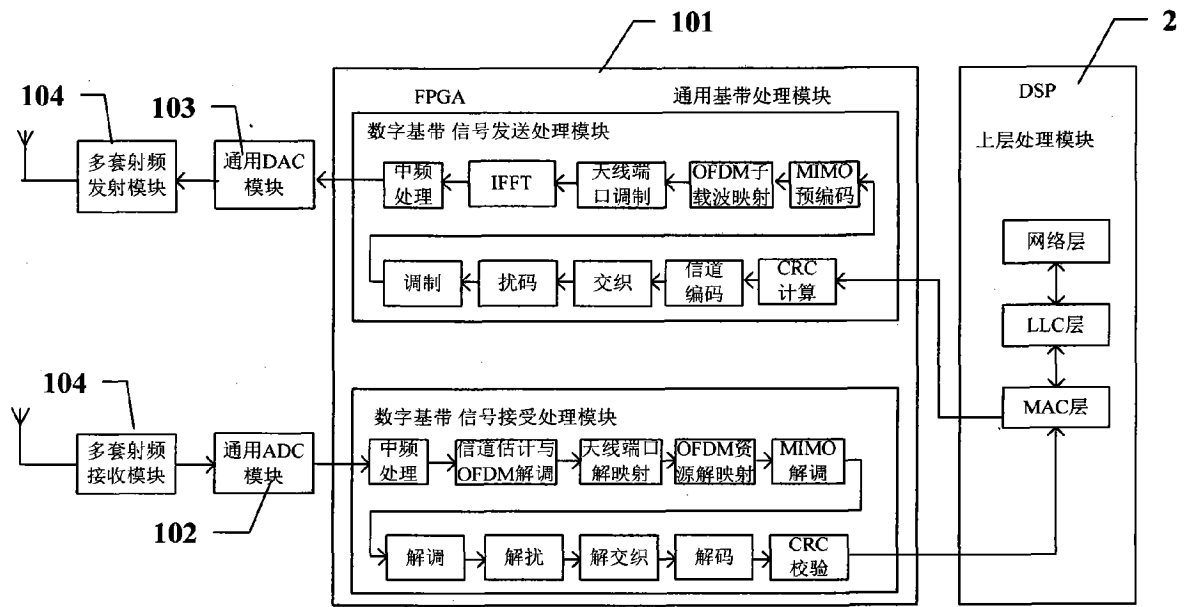 101
2
104
103
FPGA
通用基带处理模块
DSP
上层处理模块
数字基带 信号发送处理模块
多套射频
发射模块
通用DAC
模块
中频
处理
IFFT
天线端
口调制
OFDM子
载波映射
MIMO
预编码
调制
扰码
交织
信道
编码
CRC
计算
网络层
LLC层
MAC层
104
数字基带 信号接受处理模块
多套射频
接收模块
通用ADC
模块
102
中频
处理
信道估计与
OFDM解调
天线端口
解映射
OFDM资
源解映射
MIMO
解调
解调
解扰
解交织
解码
CRC
校验